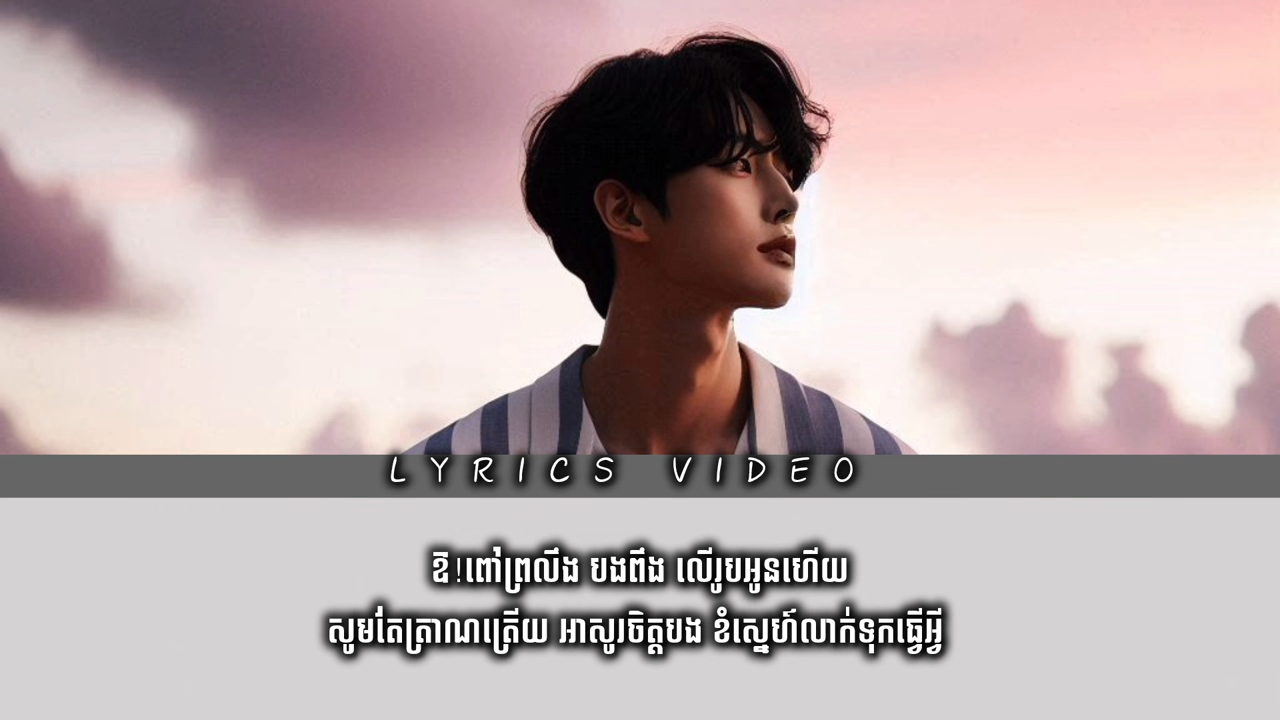 LYRICS VIDEO
ឱ!ពៅព្រលឹង បងពឹង លើរូបអូនហើយ
សូមតែត្រាណត្រើយ អាសូរចិត្តបង ខំស្នេហ៍លាក់ទុកធ្វើអ្វី